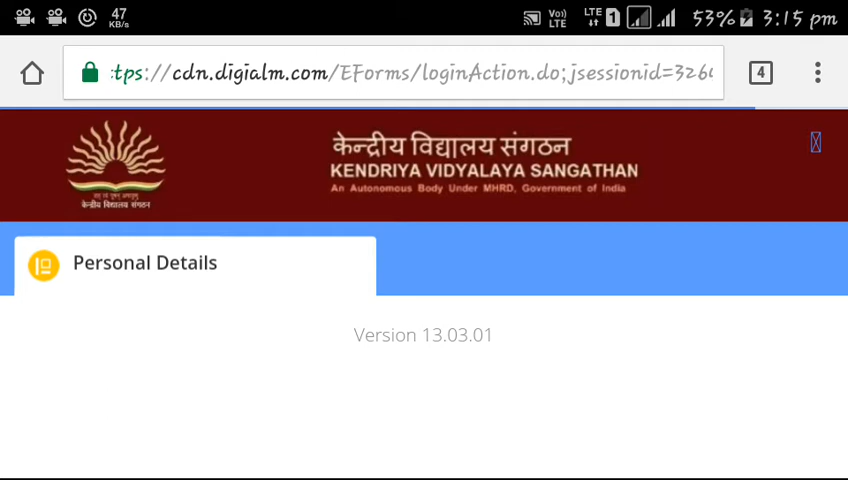 47
KB/s
Vo))
LTE
LTE
1
53%
3:15 pm
tps://cdn.digialm.com/EForms/loginAction.do;jsessionid=326
4
केन्द्रीय विद्यालय संगठन
KENDRIYA VIDYALAYA SANGATHAN
An Autonomous Body Under MHRD, Government of India
केन्द्रीय विद्यालय संगठन
Personal Details
Version 13.03.01